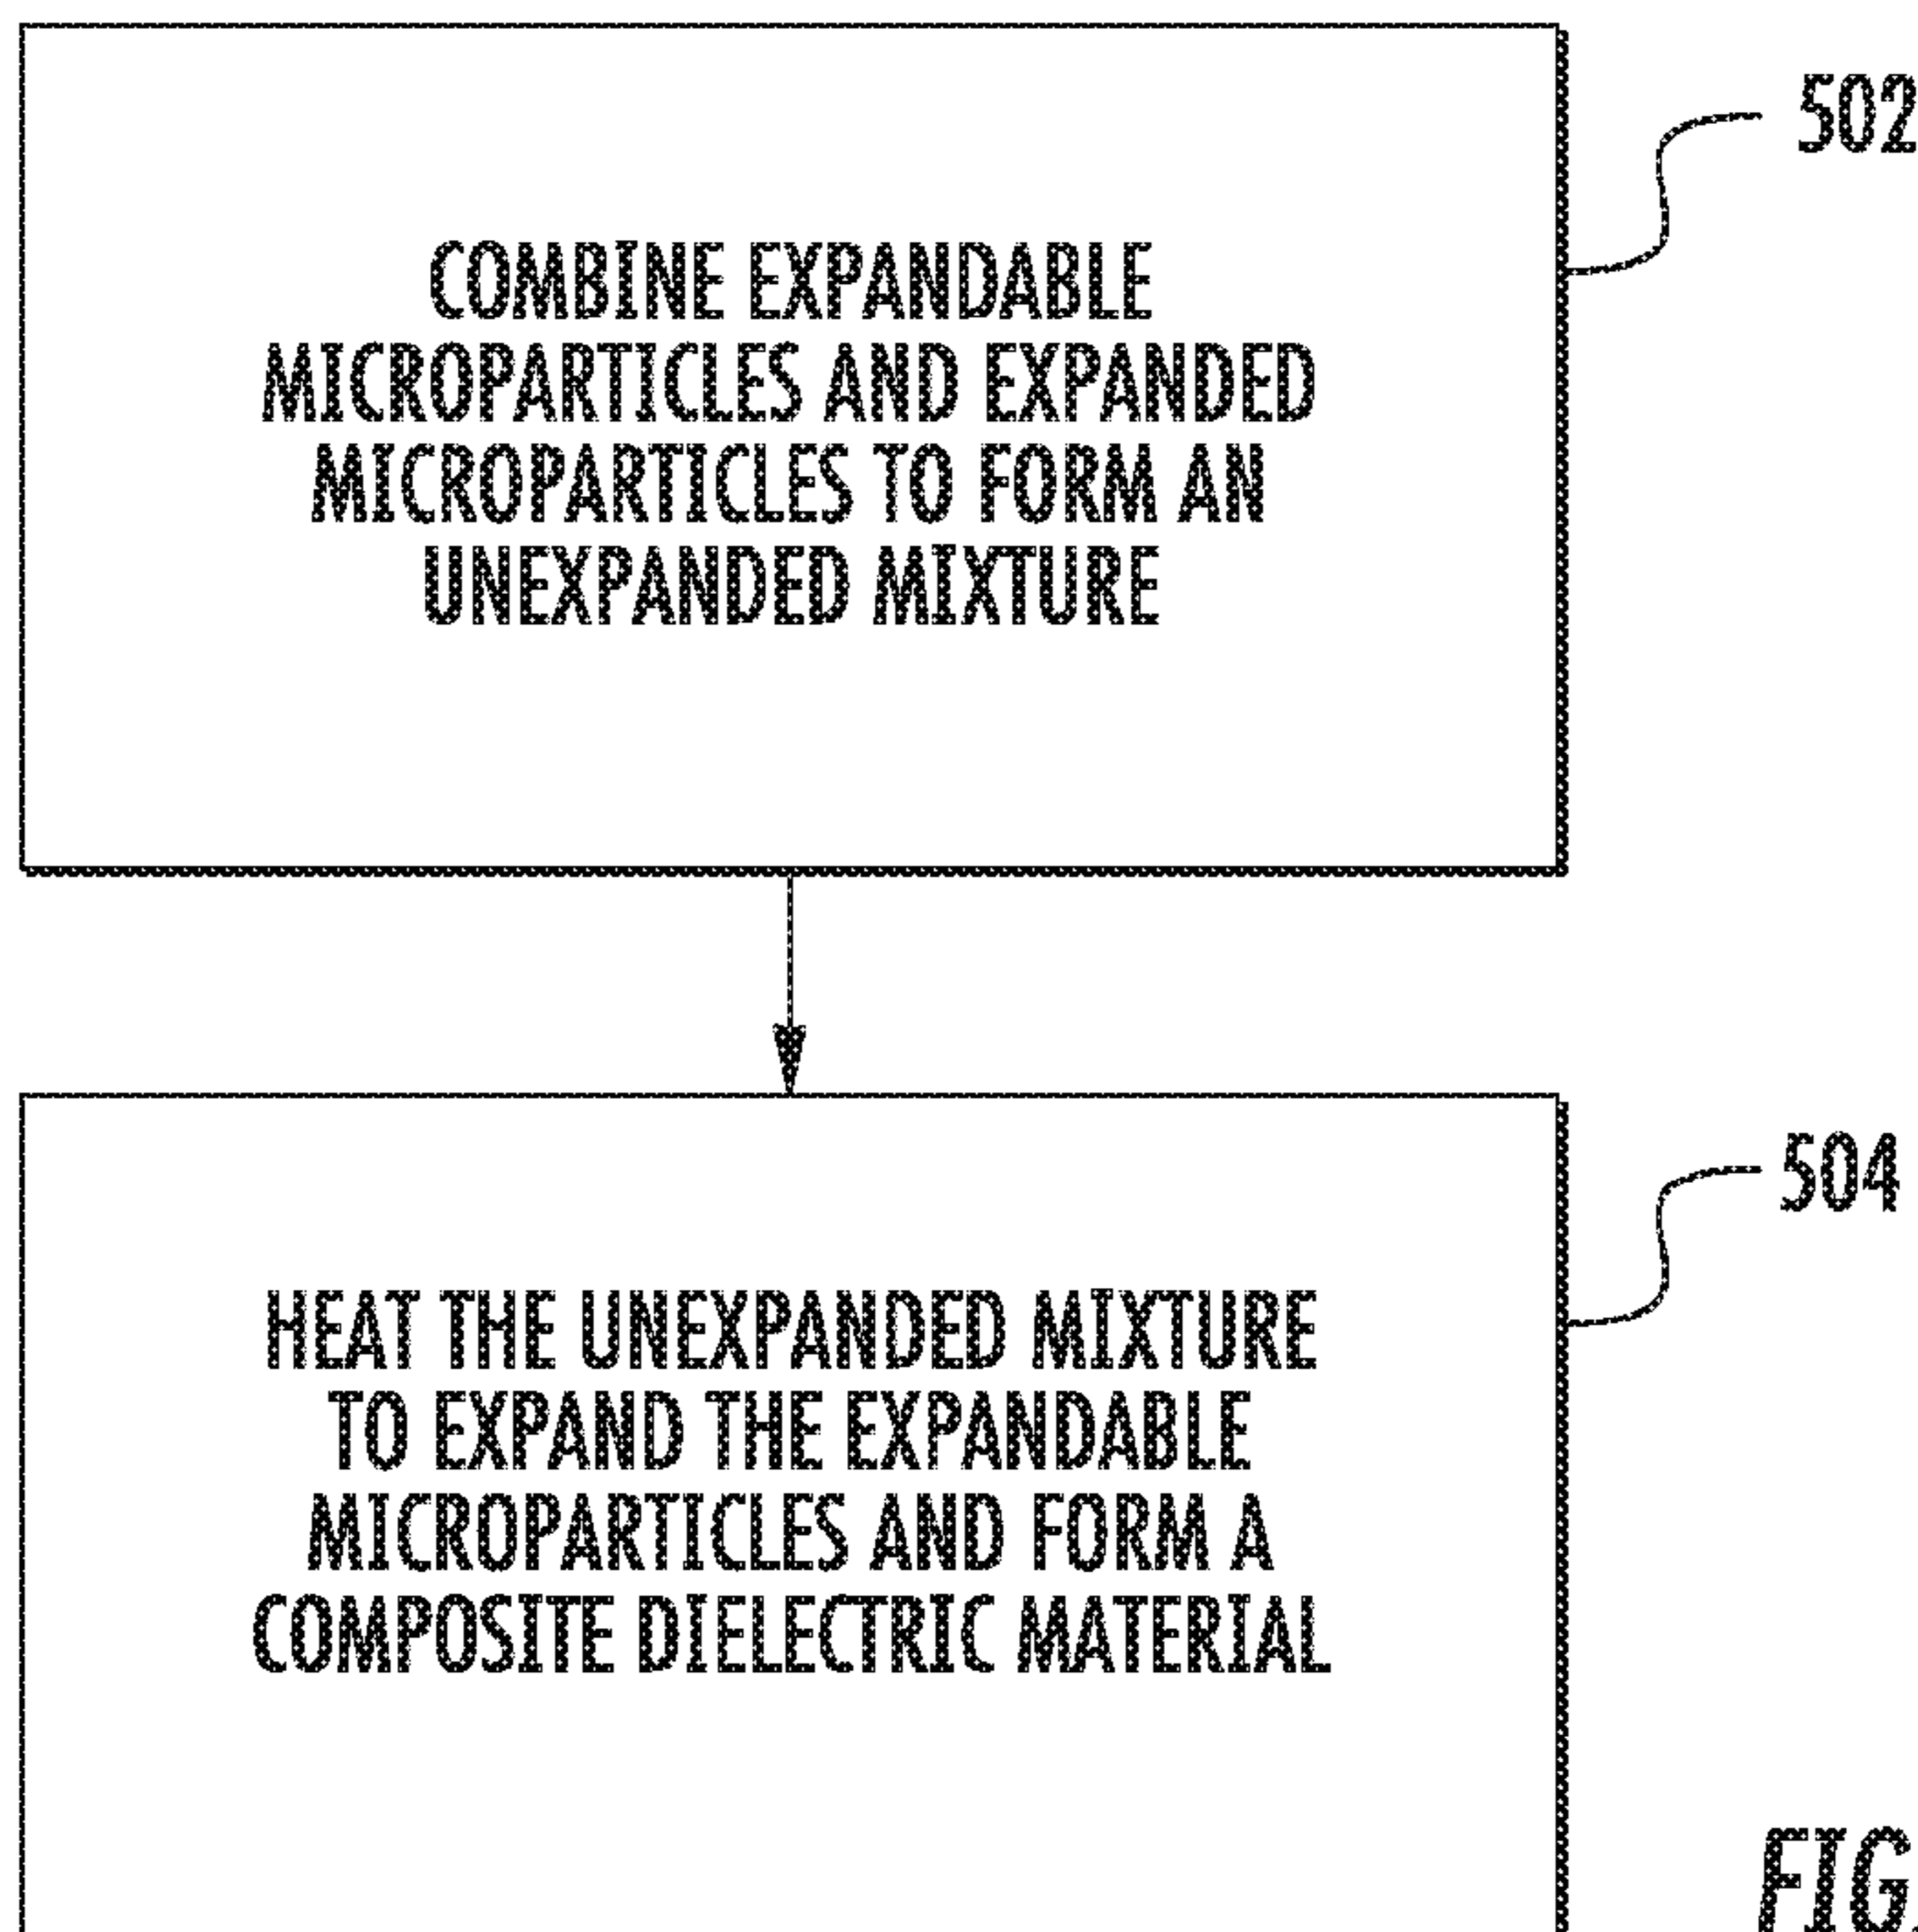 502
COMBINE EXPANDABLE
MICROPARTICLES AND EXPANDED
MICROPARTICLES TO FORM AN
UNEXPANDED MIXTURE
504
HEAT THE UNEXPANDED MIXTURE
TO EXPAND THE EXPANDABLE
MICROPARTICLES AND FORM A
COMPOSITE DIELECTRIC MATERIAL
FIG.